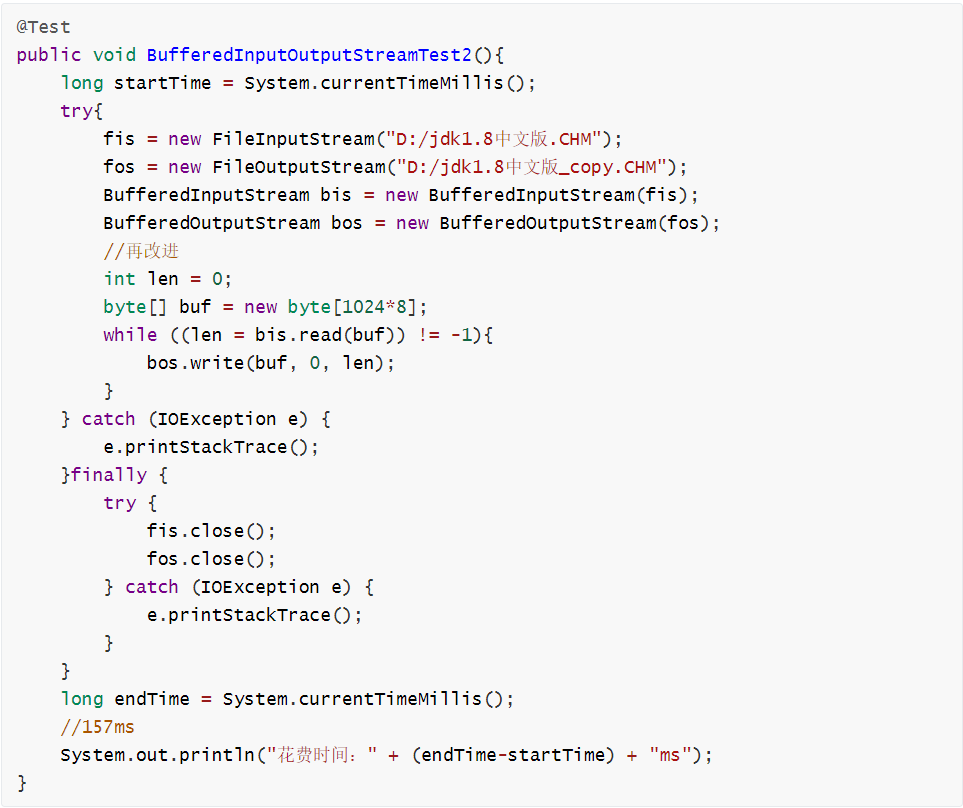 @Test
public void BufferedInputOutputStreamTest2(){
    long startTime = System.currentTimeMillis();
    try{
        fis = new FileInputStream("D:/jdk1.8中文版.CHM");
        fos = new FileOutputStream("D:/jdk1.8中文版_copy.CHM");
        BufferedInputStream bis = new BufferedInputStream(fis);
        BufferedOutputStream bos = new BufferedOutputStream(fos);
        //再改进
        int len = 0;
        byte[] buf = new byte[1024*8];
        while ((len = bis.read(buf)) != -1){
            bos.write(buf, 0, len);
        }
    } catch (IOException e) {
        e.printStackTrace();
    }finally {
        try {
            fis.close();
            fos.close();
        } catch (IOException e) {
            e.printStackTrace();
        }
    }
    long endTime = System.currentTimeMillis();
    //157ms
    System.out.println("花费时间：" + (endTime-startTime) + "ms");
}